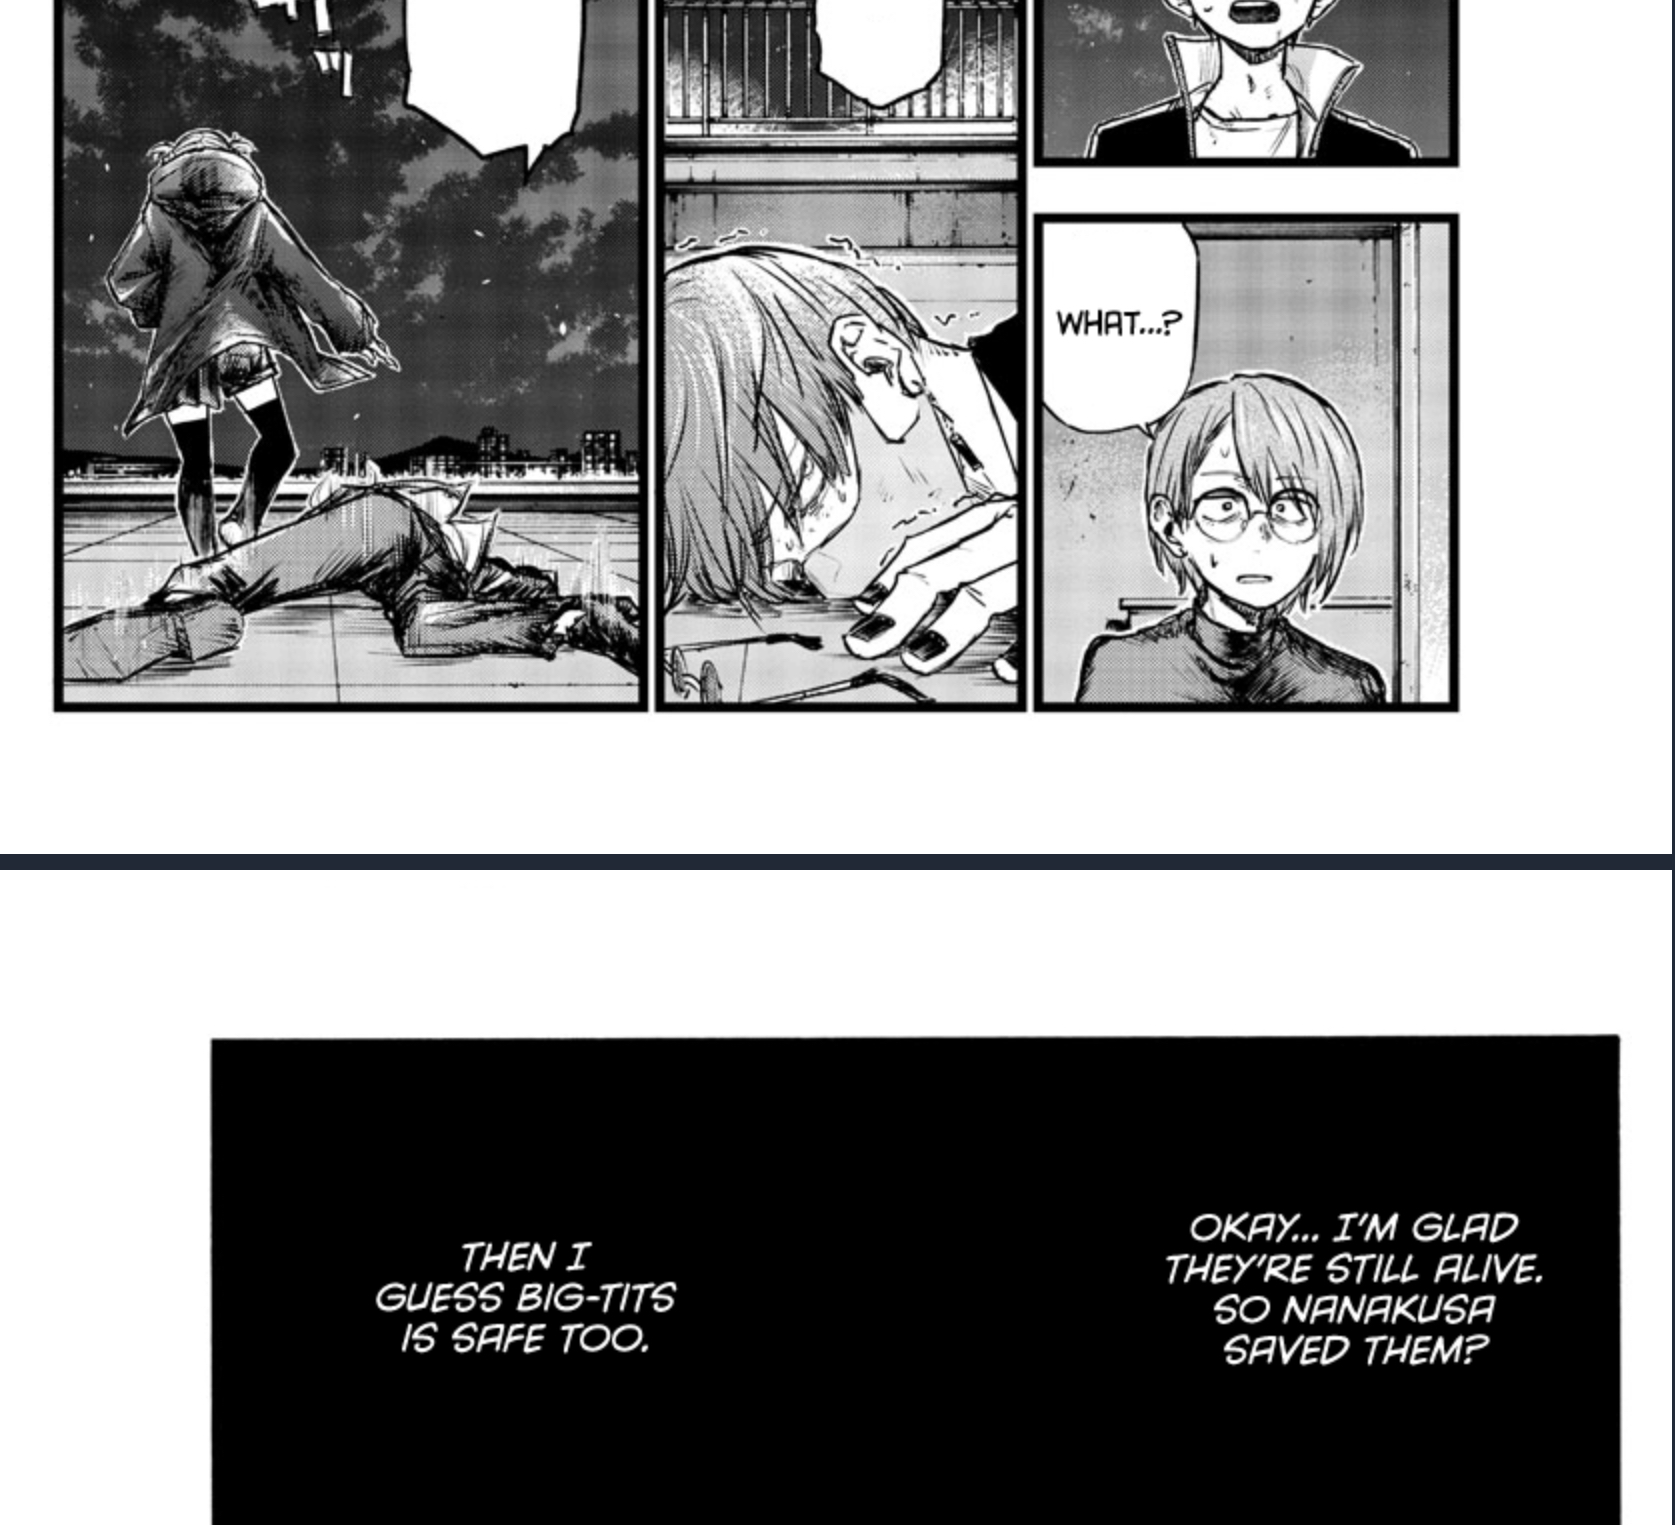 WHAT...?
OKAY... I'M GLAD
THEY'RE STILL ALIVE.
SO NANAKUSA
SAVED THEM?
THEN I
GUESS BIG-TITS
IS SAFE TOO.